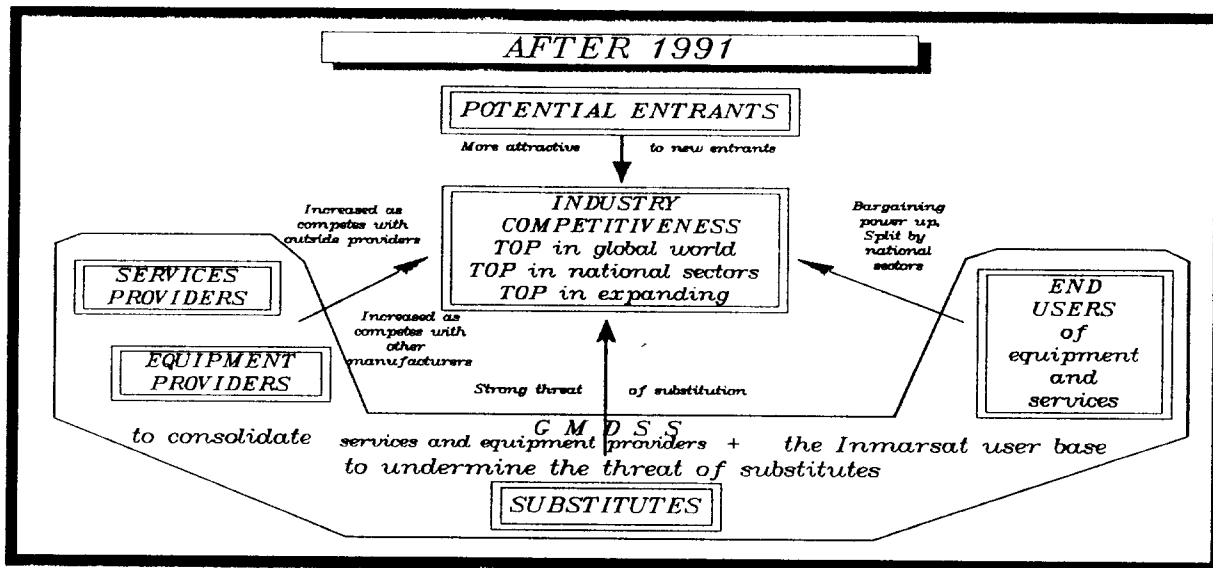 AFTER 1991
POTENTIAL ENTRANTS
More attractive to new entrants
INDUSTRY
COMPETITIVENESS
TOP in global world
TOP in national sectors
TOP in expanding
Increased as
competes with
outside providers
Bargaining
power up,
Split by
national
sectors
SERVICES
PROVIDERS
Increased as
competes with
other
manufacturers
EQUIPMENT
PROVIDERS
END
USERS
of
equipment
and
services
Strong threat of substitution
G M D S S
to consolidate services and equipment providers + the Inmarsat user base
to undermine the threat of substitutes
SUBSTITUTES